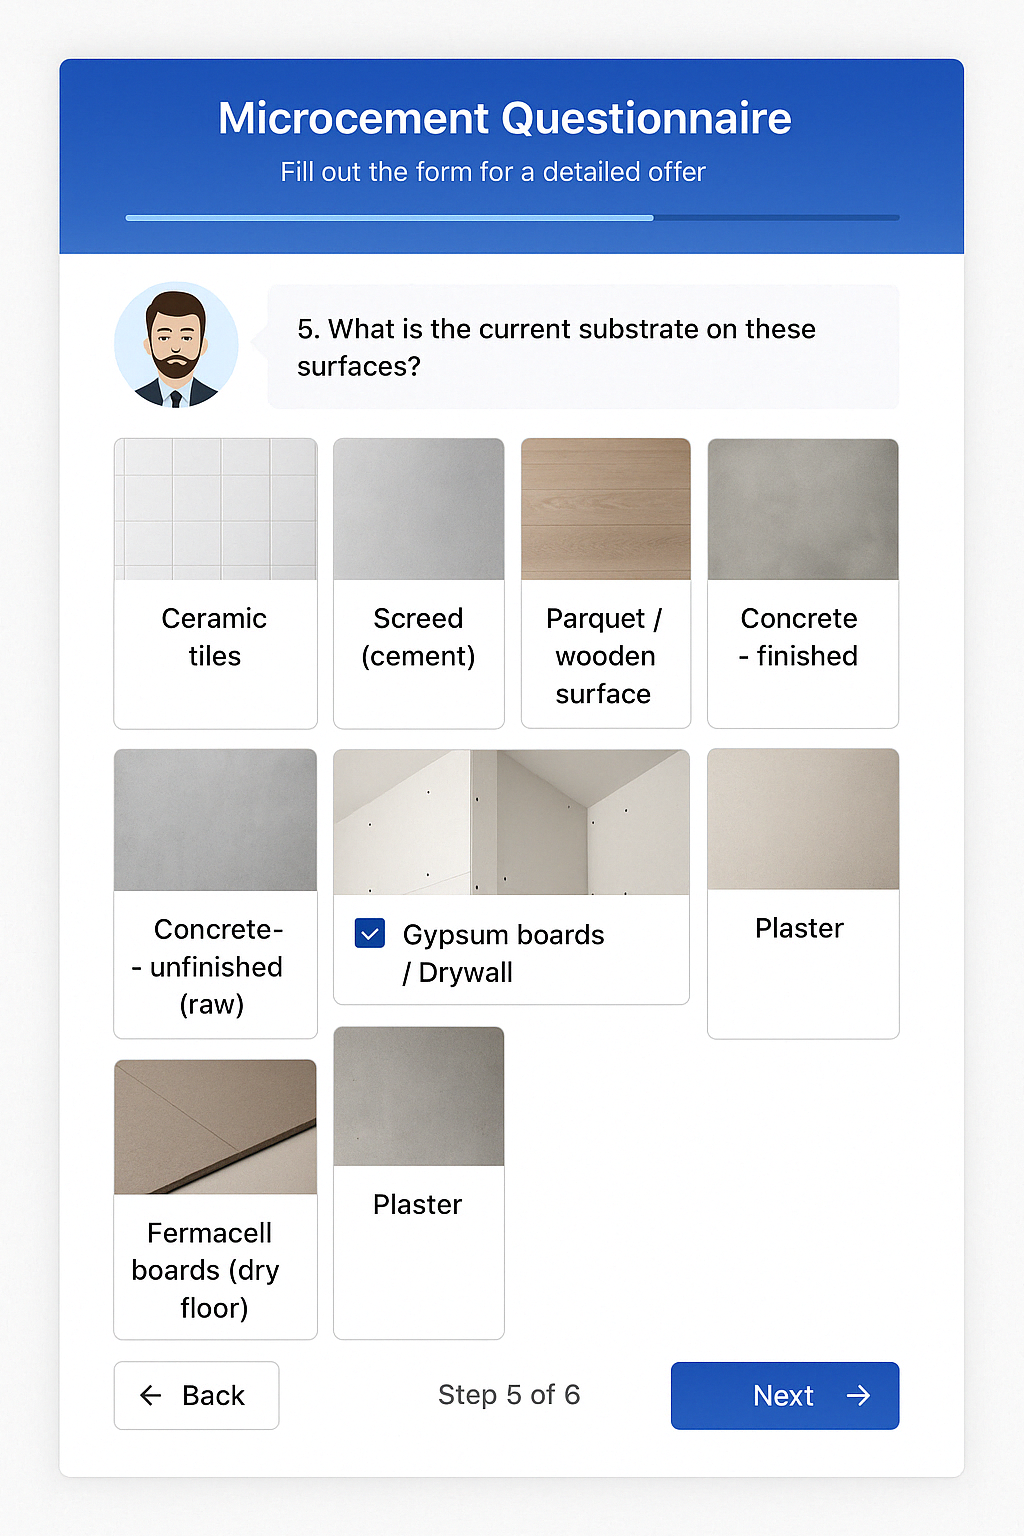 Microcement Questionnaire
Fill out the form for a detailed offer
5. What is the current substrate on these
surfaces?
Ceramic
tiles
Screed
(cement)
Parquet /
wooden
surface
Concrete
- finished
Concrete-
- unfinished
(raw)
Gypsum boards
/ Drywall
Plaster
Fermacell
boards (dry
floor)
Plaster
← Back
Step 5 of 6
Next →